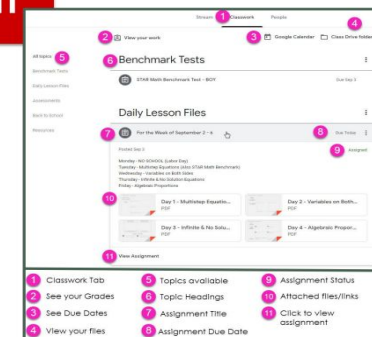 Stream
1 Classwork
People
2 View your work
3 Google Calendar
4 Class Drive folder
All topics 5
Benchmark Tests
Daily Lesson Files
Assessments
Back to School
Resources
6 Benchmark Tests
STAR Math Benchmark Test - BOY
Due Sep 3
Daily Lesson Files
7 For the Week of September 2 - 6
8 Due Today
Posted Sep 3
9 Assigned
Monday - NO SCHOOL (Labor Day)
Tuesday - Multistep Equations (Also STAR Math Benchmark)
Wednesday - Variables on Both Sides
Thursday - Infinite & No Solution Equations
Friday - Algebraic Proportions
10 Day 1 - Multistep Equatio...
PDF
Day 2 - Variables on Both...
PDF
Day 3 - Infinite & No Solu...
PDF
Day 4 - Algebraic Propor...
PDF
11 View Assignment
1 Classwork Tab
2 See your Grades
3 See Due Dates
4 View your files
5 Topics available
6 Topic Headings
7 Assignment Title
8 Assignment Due Date
9 Assignment Status
10 Attached files/links
11 Click to view
assignment